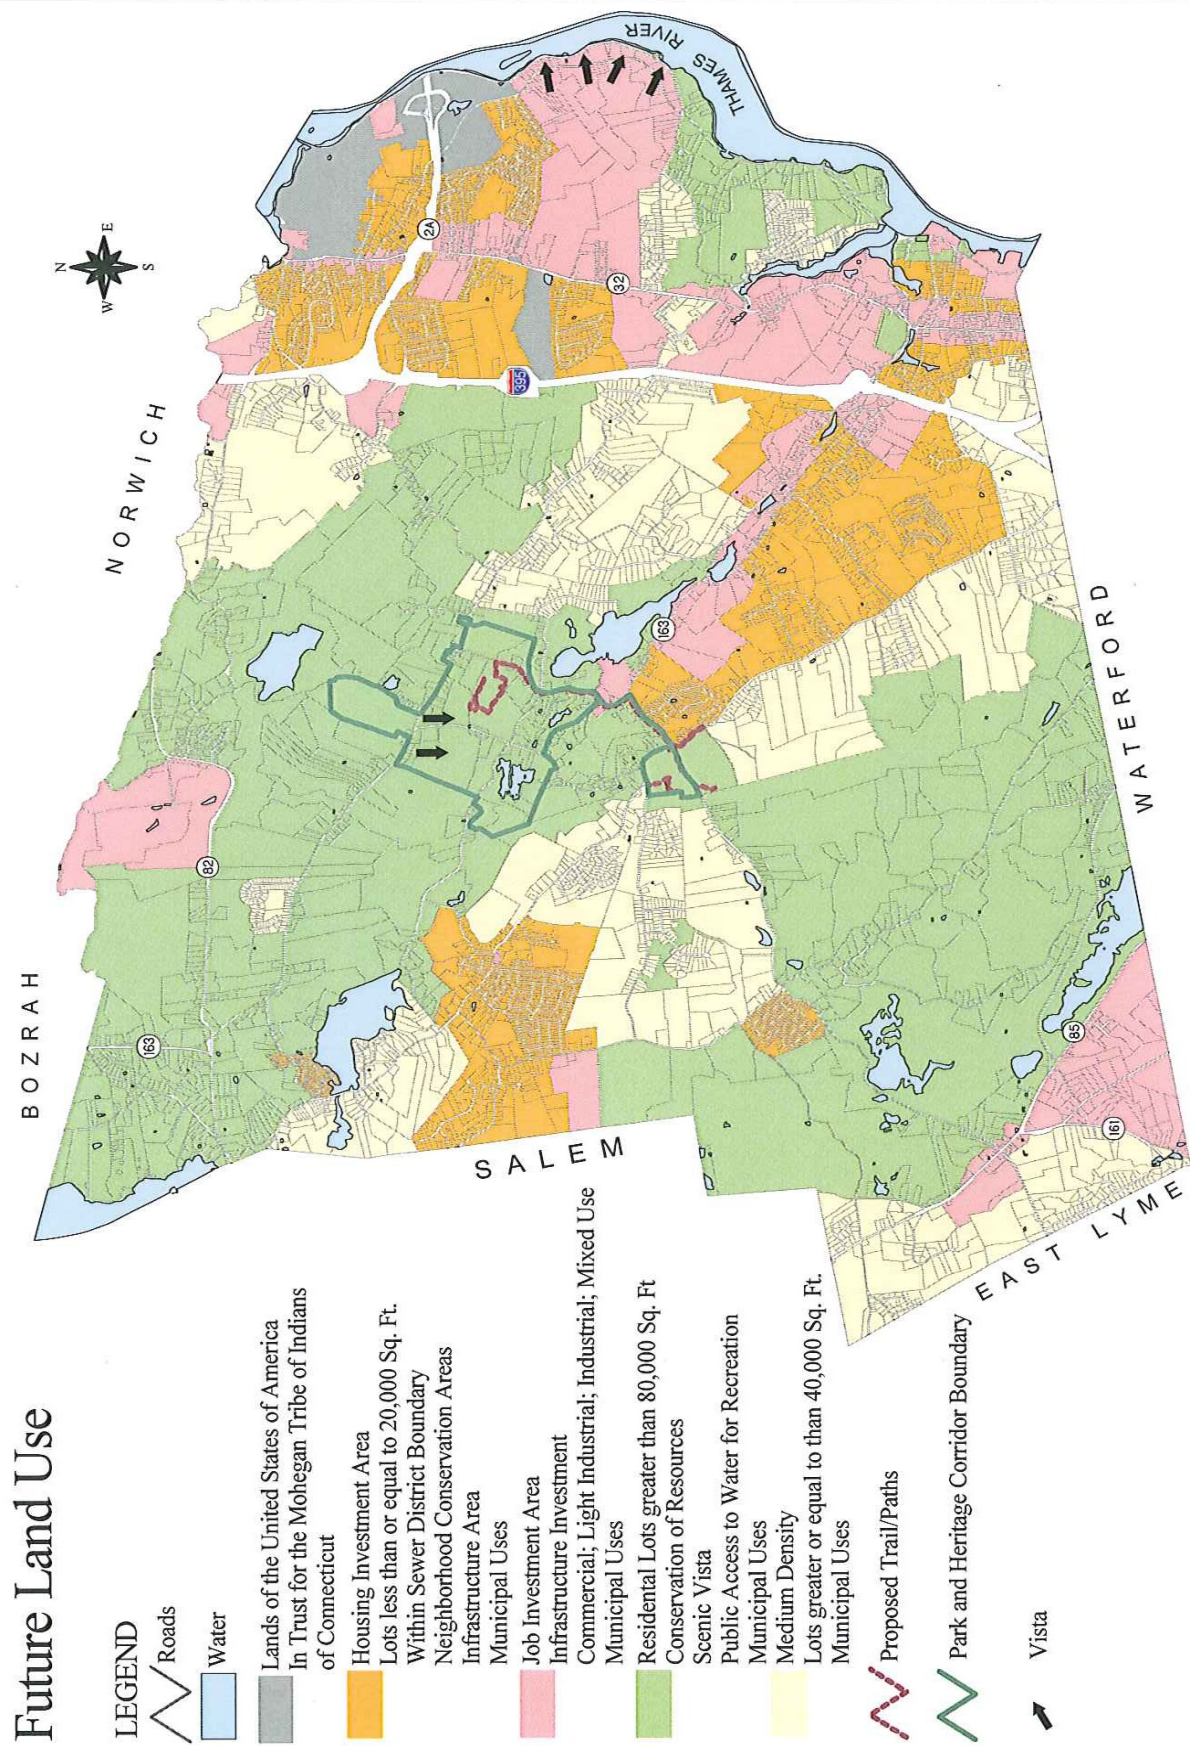 Future Land Use
LEGEND
Roads
Water
Lands of the United States of America
In Trust for the Mohegan Tribe of Indians
of Connecticut
Housing Investment Area
Lots less than or equal to 20,000 Sq. Ft.
Within Sewer District Boundary
Neighborhood Conservation Areas
Infrastructure Area
Municipal Uses
Job Investment Area
Infrastructure Investment
Commercial; Light Industrial; Industrial; Mixed Use
Municipal Uses
Residental Lots greater than 80,000 Sq. Ft
Conservation of Resources
Scenic Vista
Public Access to Water for Recreation
Municipal Uses
Medium Density
Lots greater or equal to than 40,000 Sq. Ft.
Municipal Uses
Proposed Trail/Paths
Park and Heritage Corridor Boundary
Vista
BOZRAH
NORWICH
N
W E
S
THAMES RIVER
SALEM
EAST LYME
WATERFORD
163
82
2A
32
395
163
85
161